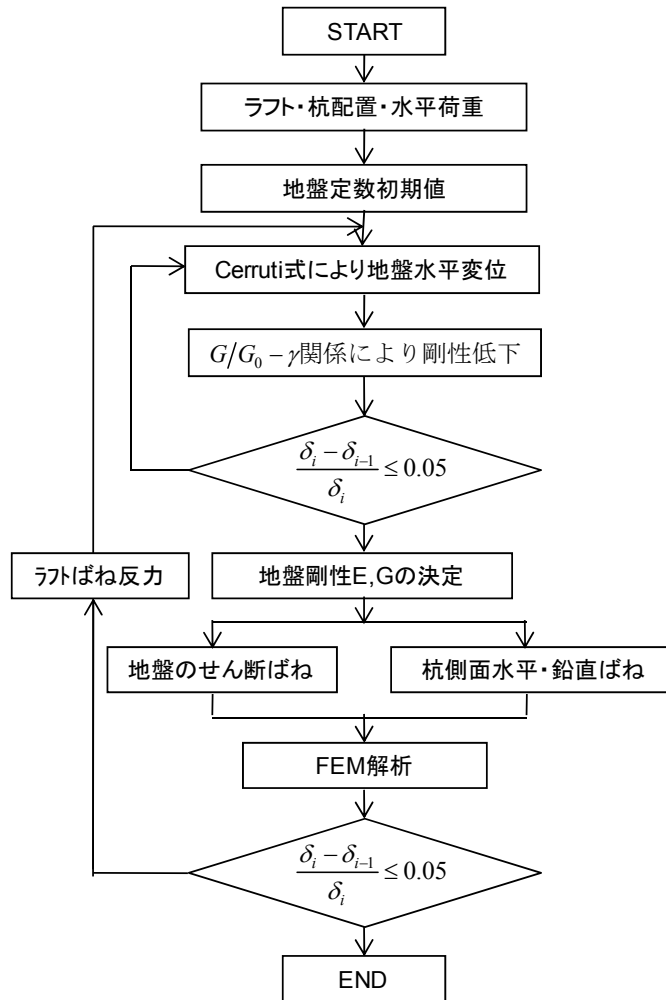 START
ラフト・杭配置・水平荷重
地盤定数初期値
Cerruti式により地盤水平変位
G/G₀ − γ関係により剛性低下
(δᵢ − δᵢ₋₁)/δᵢ ≤ 0.05
ラフトばね反力
地盤剛性E,Gの決定
地盤のせん断ばね
杭側面水平・鉛直ばね
FEM解析
(δᵢ − δᵢ₋₁)/δᵢ ≤ 0.05
END